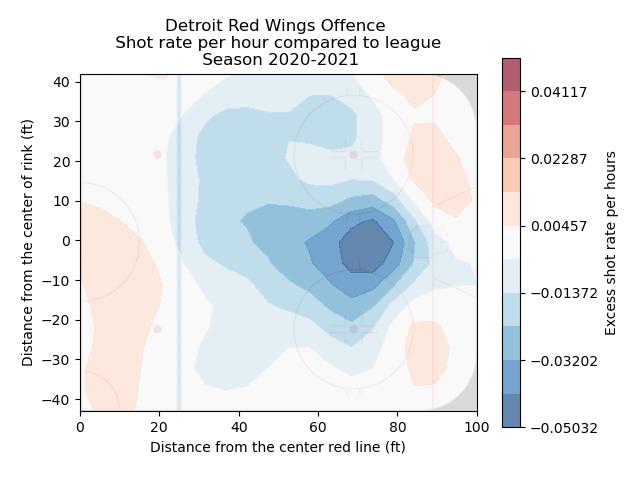 Detroit Red Wings Offence
Shot rate per hour compared to league
Season 2020-2021
Distance from the center of rink (ft)
40
30
20
10
0
−10
−20
−30
−40
0 20 40 60 80 100
Distance from the center red line (ft)
0.04117
0.02287
0.00457
−0.01372
−0.03202
−0.05032
Excess shot rate per hours